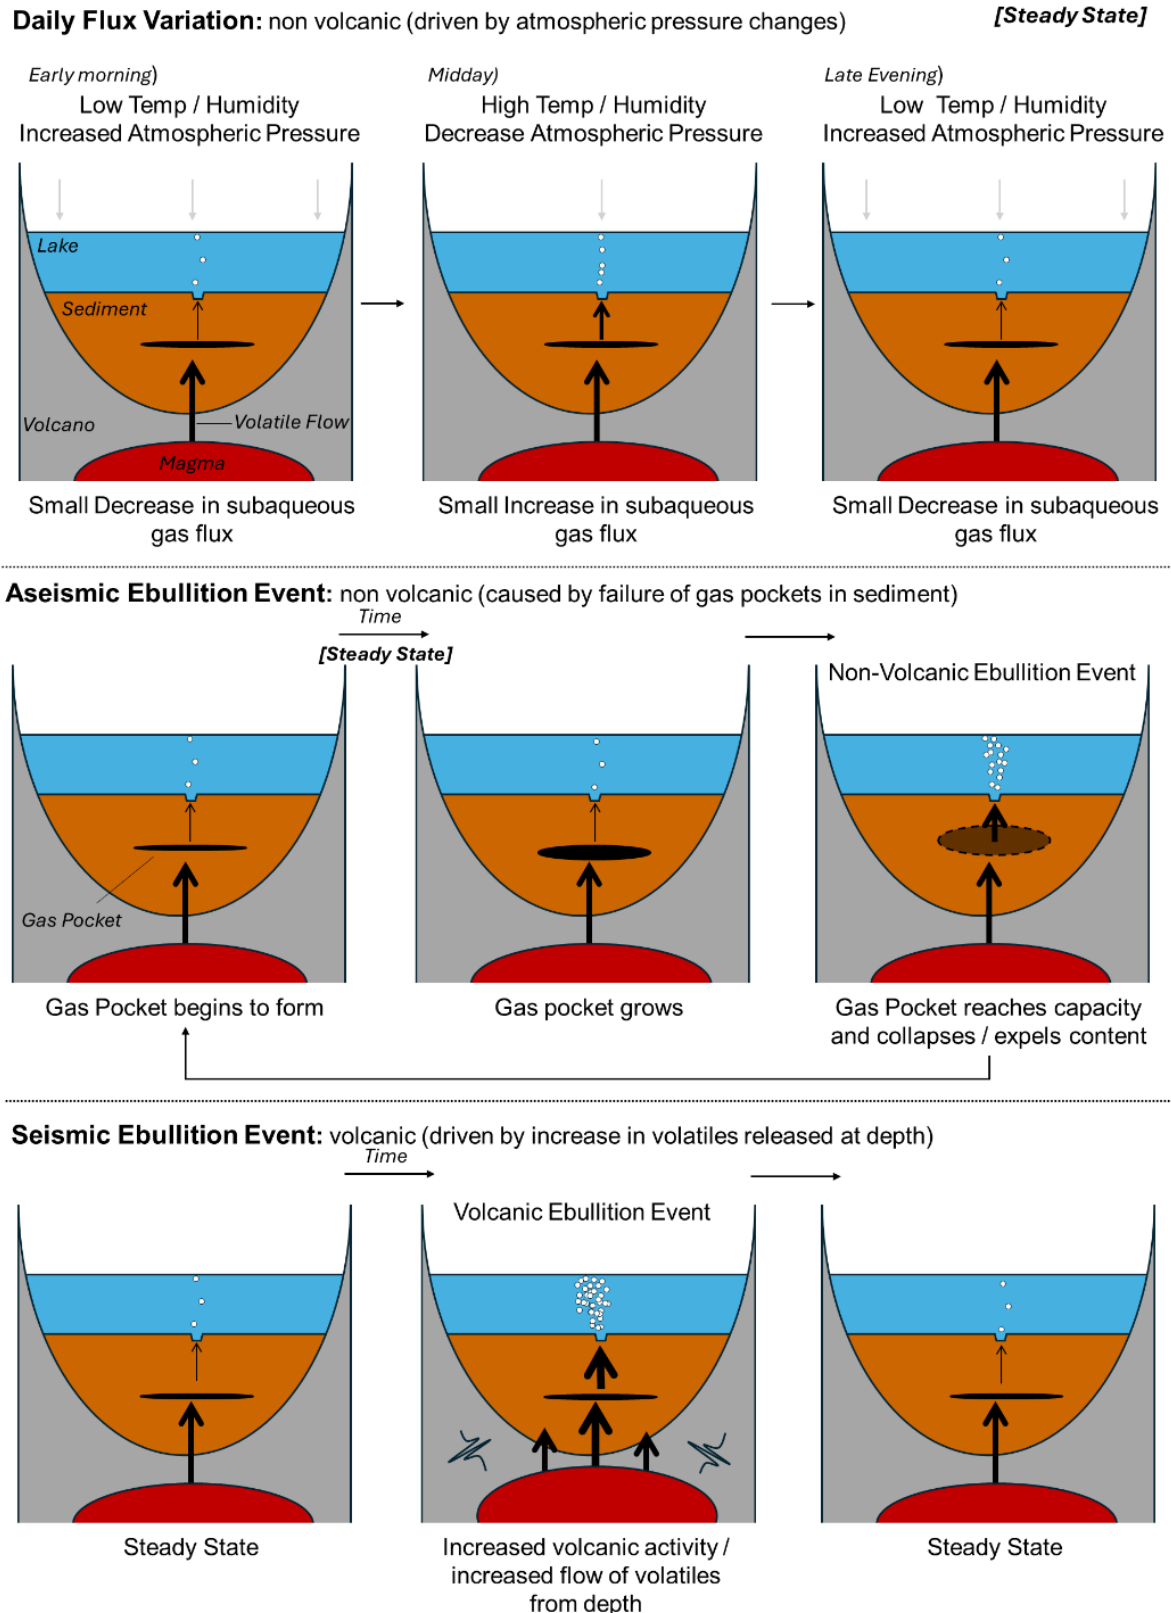 Daily Flux Variation: non volcanic (driven by atmospheric pressure changes)
[Steady State]
Early morning)
Low Temp / Humidity
Increased Atmospheric Pressure
Midday)
High Temp / Humidity
Decrease Atmospheric Pressure
Late Evening)
Low Temp / Humidity
Increased Atmospheric Pressure
Lake
Sediment
Volcano
Volatile Flow
Magma
Small Decrease in subaqueous
gas flux
Small Increase in subaqueous
gas flux
Small Decrease in subaqueous
gas flux
Aseismic Ebullition Event: non volcanic (caused by failure of gas pockets in sediment)
Time
[Steady State]
Non-Volcanic Ebullition Event
Gas Pocket
Gas Pocket begins to form
Gas pocket grows
Gas Pocket reaches capacity
and collapses / expels content
Seismic Ebullition Event: volcanic (driven by increase in volatiles released at depth)
Time
Volcanic Ebullition Event
Steady State
Increased volcanic activity /
increased flow of volatiles
from depth
Steady State